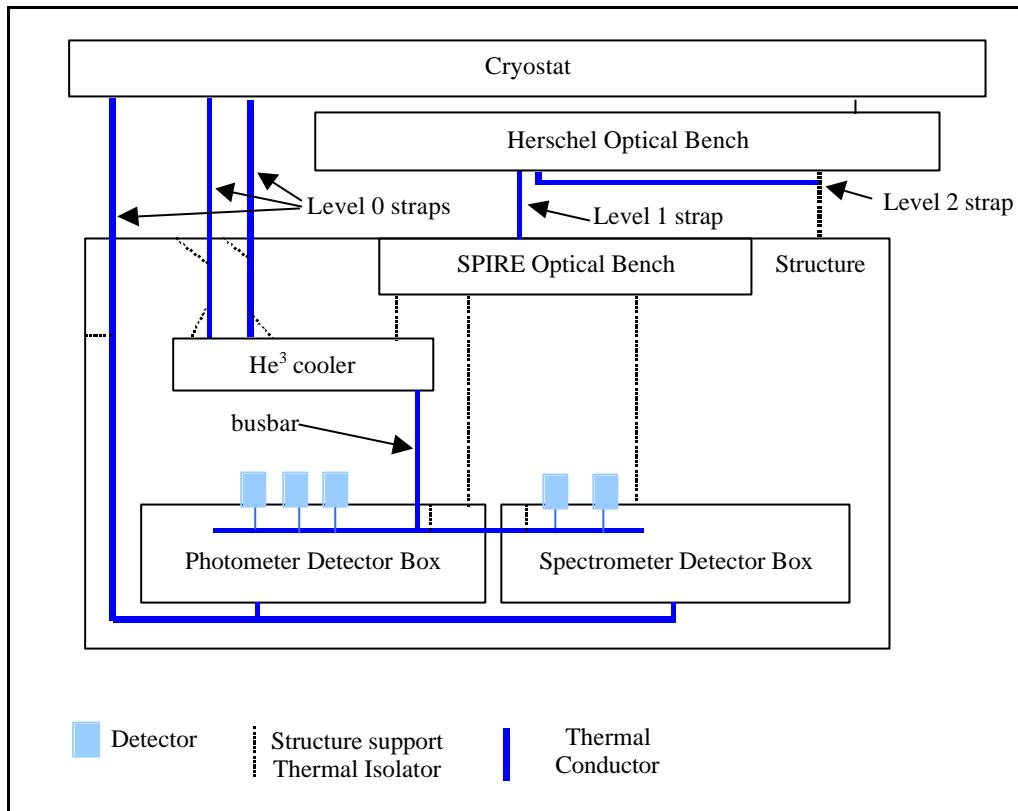 Cryostat
Herschel Optical Bench
Level 0 straps
Level 1 strap
Level 2 strap
SPIRE Optical Bench
Structure
He³ cooler
busbar
Photometer Detector Box
Spectrometer Detector Box
Detector
Structure support
Thermal Isolator
Thermal
Conductor